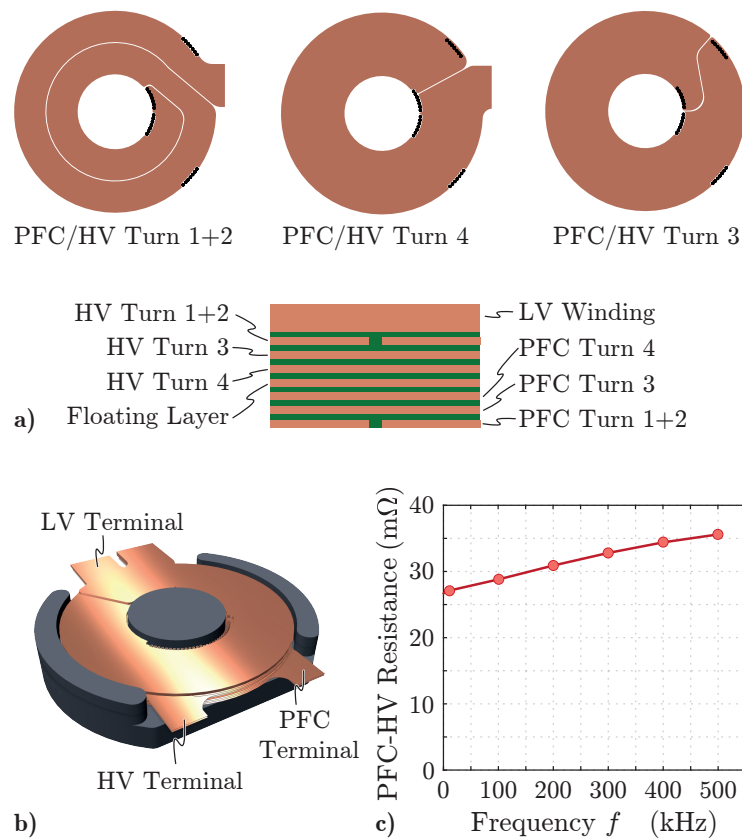 PFC/HV Turn 1+2
PFC/HV Turn 4
PFC/HV Turn 3
HV Turn 1+2
HV Turn 3
HV Turn 4
Floating Layer
LV Winding
PFC Turn 4
PFC Turn 3
PFC Turn 1+2
a)
LV Terminal
PFC
Terminal
HV Terminal
b)
PFC-HV Resistance (mΩ)
40
30
20
10
0
0 100 200 300 400 500
Frequency f (kHz)
c)